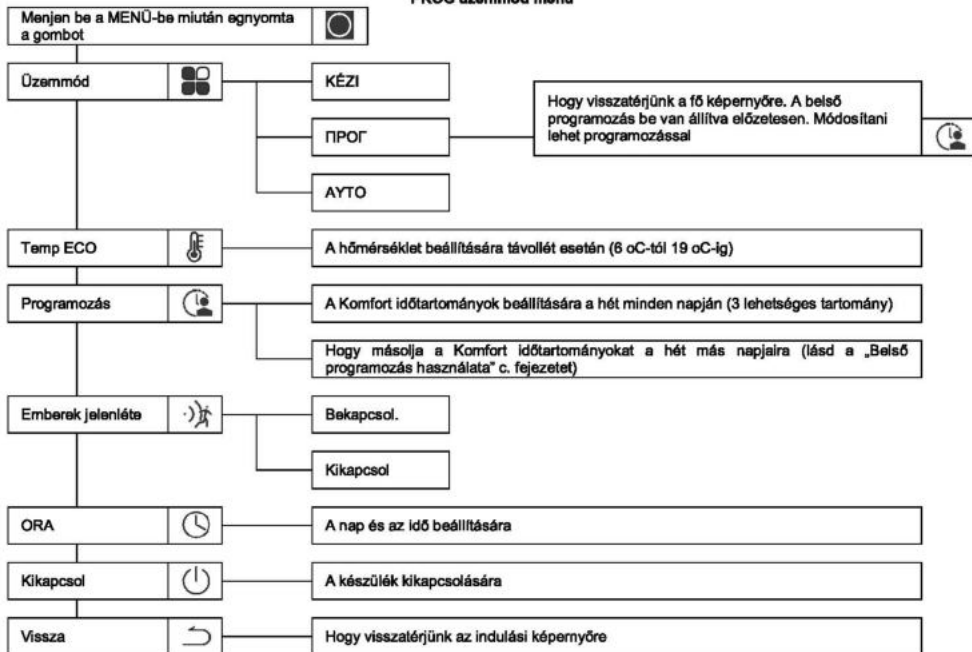 PROG üzemmód menü
Menjen be a MENÜ-be miután egnyomta
a gombot
Üzemmód
KÉZI
Hogy visszatérjünk a fő képernyőre. A belső
programozás be van állítva előzetesen. Módosítani
lehet programozással
ПРОГ
AYTO
Temp ECO
A hőmérséklet beállítására távollét esetén (6 oC-tól 19 oC-ig)
Programozás
A Komfort időtartományok beállítására a hét minden napján (3 lehetséges tartomány)
Hogy másolja a Komfort időtartományokat a hét más napjaira (lásd a „Belső
programozás használata" c. fejezetet)
Emberek jelenléte
Bekapcsol.
Kikapcsol
ORA
A nap és az idő beállítására
Kikapcsol
A készülék kikapcsolására
Vissza
Hogy visszatérjünk az indulási képernyőre